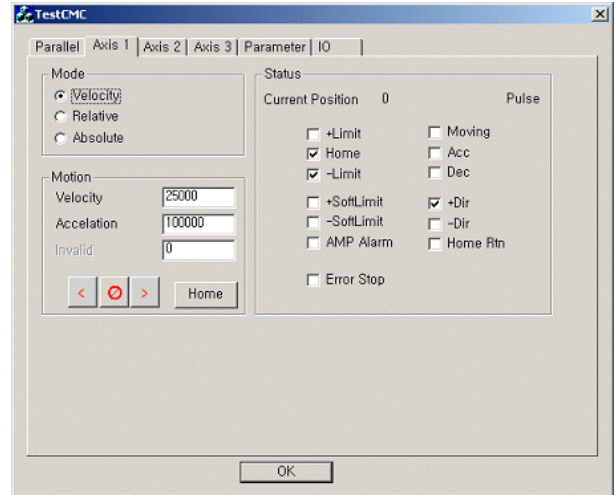 TestCMC
Parallel Axis 1 Axis 2 Axis 3 Parameter IO
Mode
Velocity
Relative
Absolute
Motion
Velocity 25000
Accelation 100000
Invalid 0
< >
Home
Status
Current Position 0 Pulse
+Limit
Home
-Limit
+SoftLimit
-SoftLimit
AMP Alarm
Error Stop
Moving
Acc
Dec
+Dir
-Dir
Home Rtn
OK